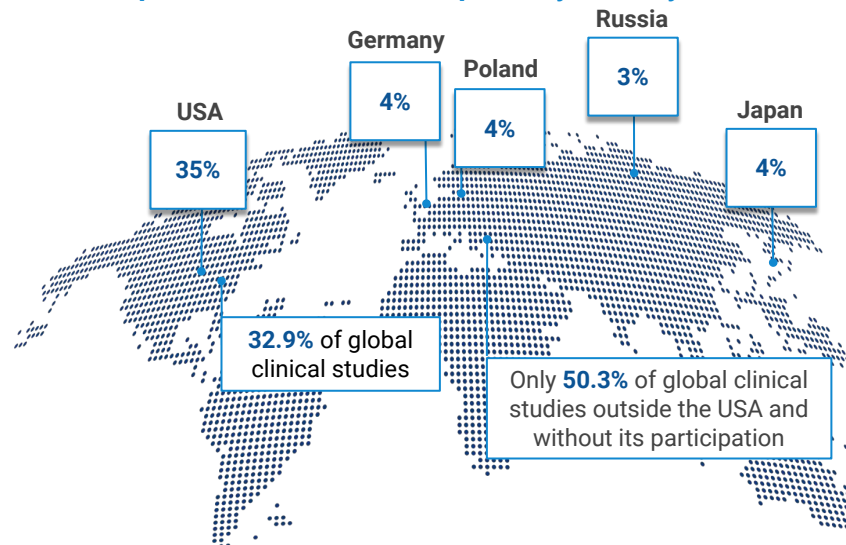 Russia
3%
Germany
4%
Poland
4%
USA
35%
Japan
4%
32.9% of global
clinical studies
Only 50.3% of global clinical
studies outside the USA and
without its participation